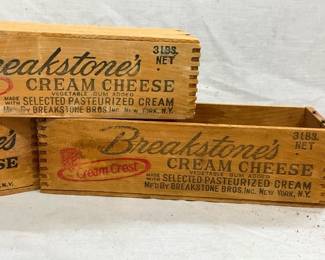 Breakstone's
3 LBS.
NET
CREAM CHEESE
VEGETABLE GUM ADDED
MADE WITH SELECTED PASTEURIZED CREAM
M'F'D BY BREAKSTONE BROS. INC. NEW YORK, N.Y.
Breakstone's
3 LBS.
NET
CREAM CHEESE
VEGETABLE GUM ADDED
Cream Crest
MADE WITH SELECTED PASTEURIZED CREAM
M'F'D BY BREAKSTONE BROS. INC. NEW YORK, N.Y.
N.Y.